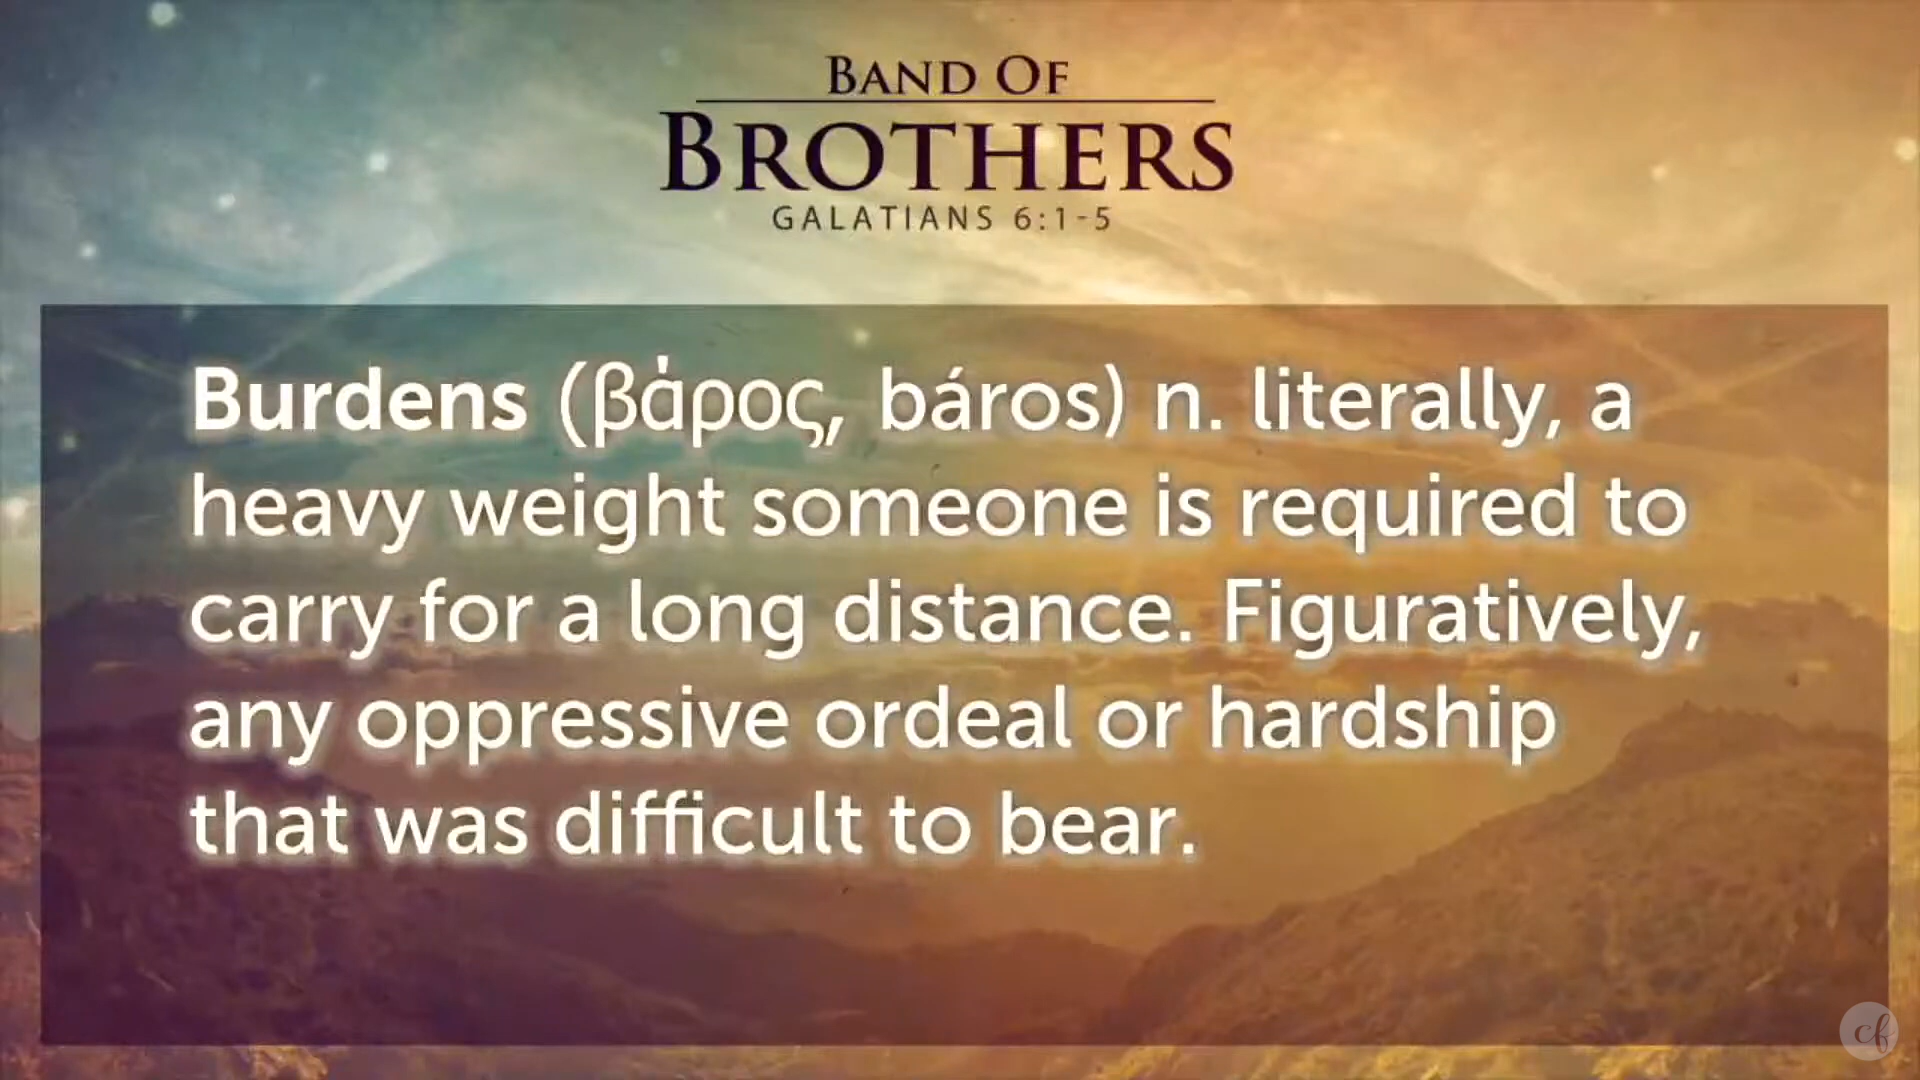 BAND OF
BROTHERS
GALATIANS 6:1-5
Burdens (βάρος, báros) n. literally, a
heavy weight someone is required to
carry for a long distance. Figuratively,
any oppressive ordeal or hardship
that was difficult to bear.
cf